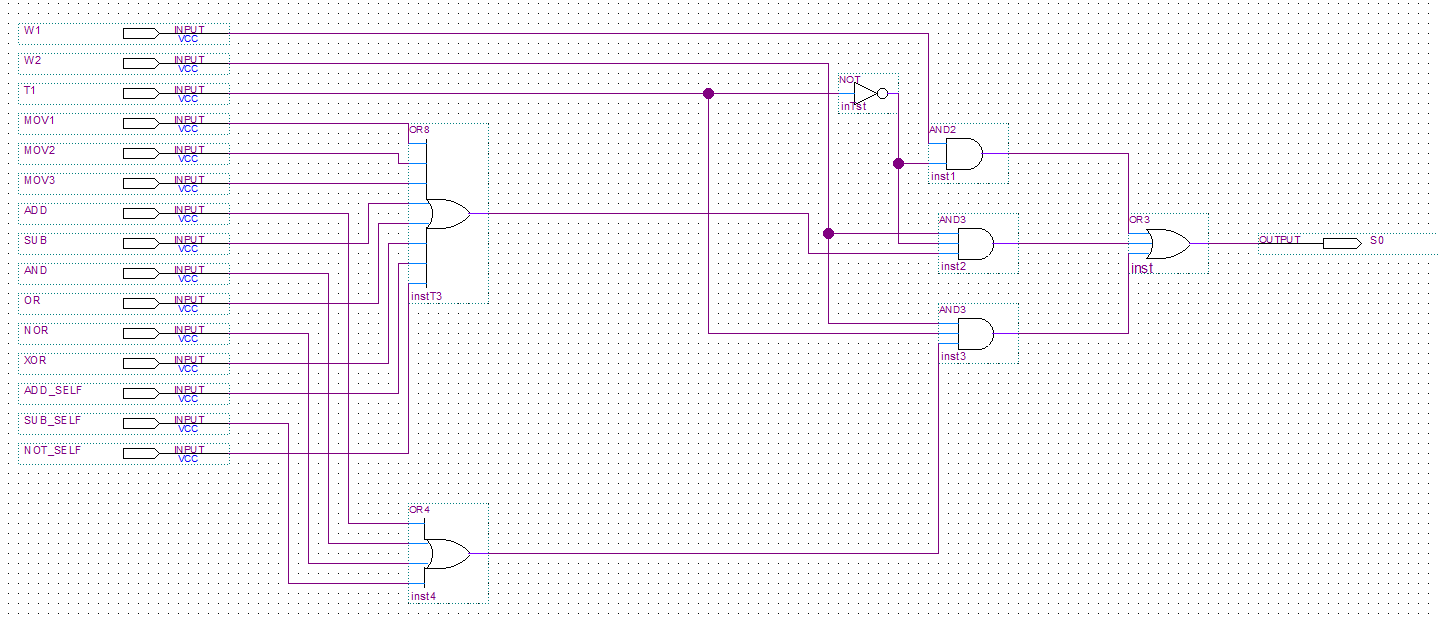 W1 INPUT
VCC
W2 INPUT
VCC
T1 INPUT
VCC
NOT
inTst
MOV1 INPUT
VCC
OR8
AND2
MOV2 INPUT
VCC
MOV3 INPUT
VCC
inst1
ADD INPUT
VCC
AND3
OR3
SUB INPUT
VCC
OUTPUT S0
AND INPUT
VCC
inst2
inst
OR INPUT
VCC
instT3
AND3
NOR INPUT
VCC
XOR INPUT
VCC
inst3
ADD_SELF INPUT
VCC
SUB_SELF INPUT
VCC
NOT_SELF INPUT
VCC
OR4
inst4